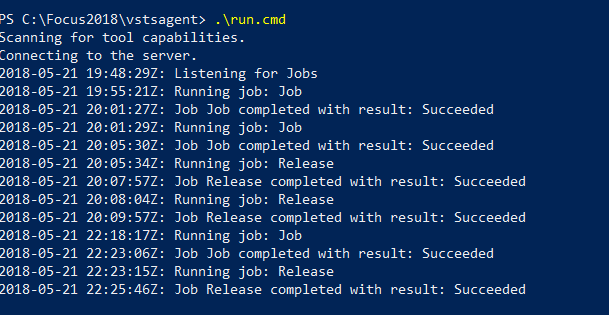 PS C:\Focus2018\vstsagent> .\run.cmd
Scanning for tool capabilities.
Connecting to the server.
2018-05-21 19:48:29Z: Listening for Jobs
2018-05-21 19:55:21Z: Running job: Job
2018-05-21 20:01:27Z: Job Job completed with result: Succeeded
2018-05-21 20:01:29Z: Running job: Job
2018-05-21 20:05:30Z: Job Job completed with result: Succeeded
2018-05-21 20:05:34Z: Running job: Release
2018-05-21 20:07:57Z: Job Release completed with result: Succeeded
2018-05-21 20:08:04Z: Running job: Release
2018-05-21 20:09:57Z: Job Release completed with result: Succeeded
2018-05-21 22:18:17Z: Running job: Job
2018-05-21 22:23:06Z: Job Job completed with result: Succeeded
2018-05-21 22:23:15Z: Running job: Release
2018-05-21 22:25:46Z: Job Release completed with result: Succeeded